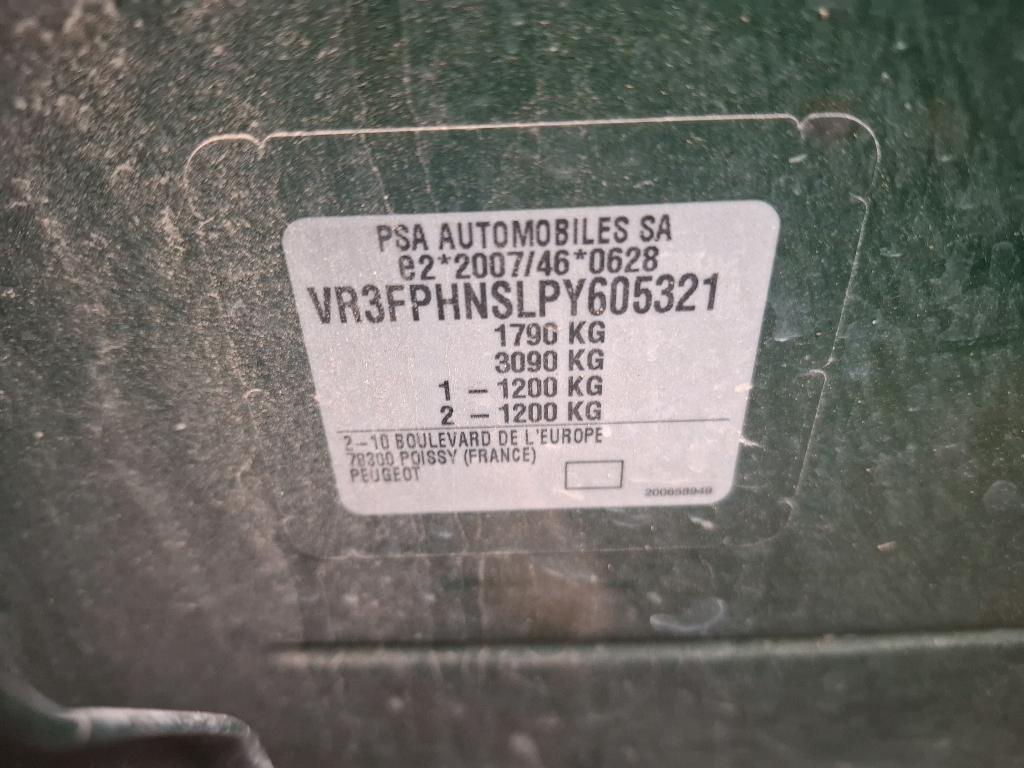 PSA AUTOMOBILES SA
e2*2007/46*0628
VR3FPHNSLPY605321
1790 KG
3090 KG
1 - 1200 KG
2 - 1200 KG
2-10 BOULEVARD DE L'EUROPE
78300 POISSY (FRANCE)
PEUGEOT
200658949